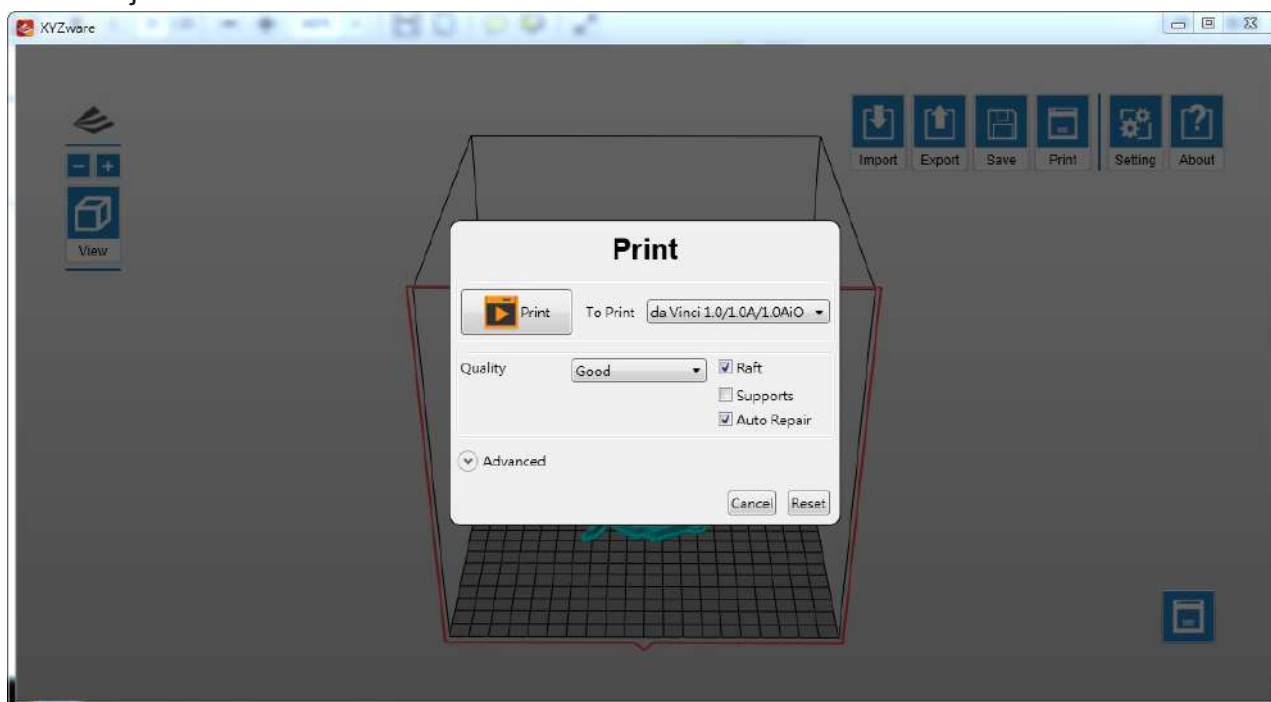 XYZware
Import Export Save Print Setting About
View
Print
Print To Print da Vinci 1.0/1.0A/1.0AiO
Quality Good Raft
Supports
Auto Repair
Advanced
Cancel Reset